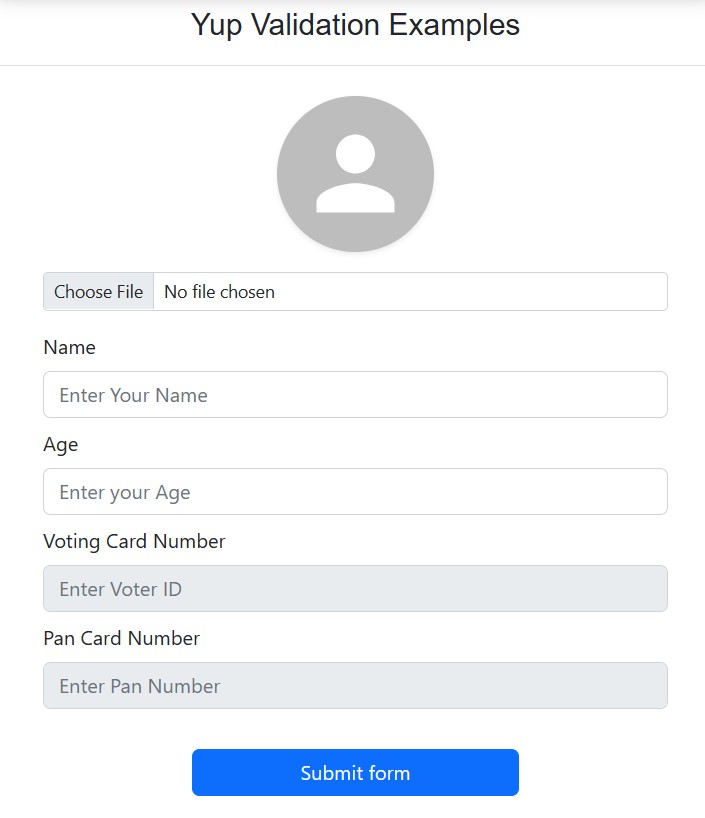 Yup Validation Examples
Choose File No file chosen
Name
Enter Your Name
Age
Enter your Age
Voting Card Number
Enter Voter ID
Pan Card Number
Enter Pan Number
Submit form